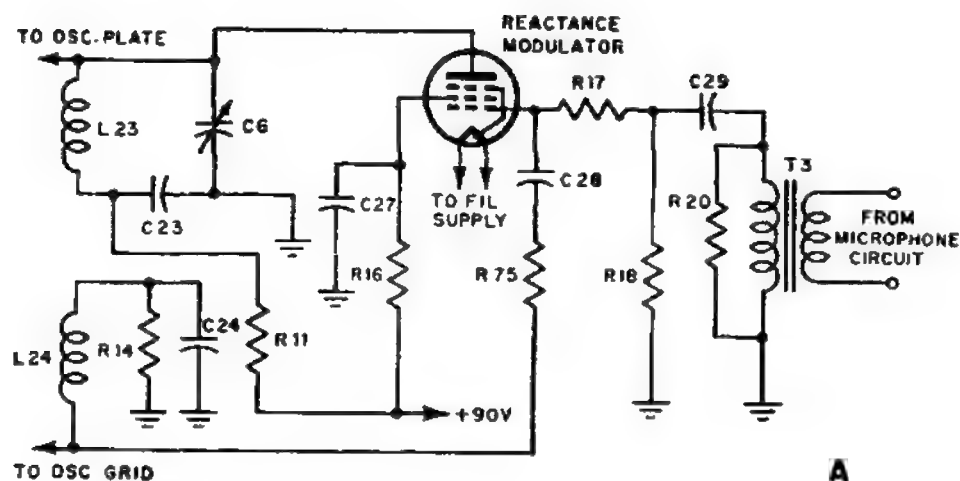 REACTANCE
MODULATOR
TO OSC-PLATE
L23
C6
C23
C27
R16
TO FIL
SUPPLY
R17
C29
C28
R75
R18
R20
T3
FROM
MICROPHONE
CIRCUIT
L24
R14
C24
R11
+90V
TO OSC GRID
A